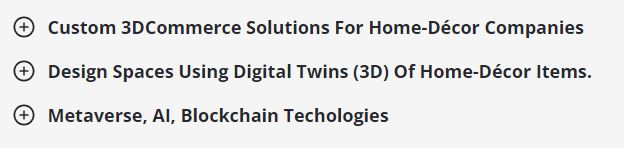 Custom 3DCommerce Solutions For Home-Décor Companies
Design Spaces Using Digital Twins (3D) Of Home-Décor Items.
Metaverse, AI, Blockchain Techologies